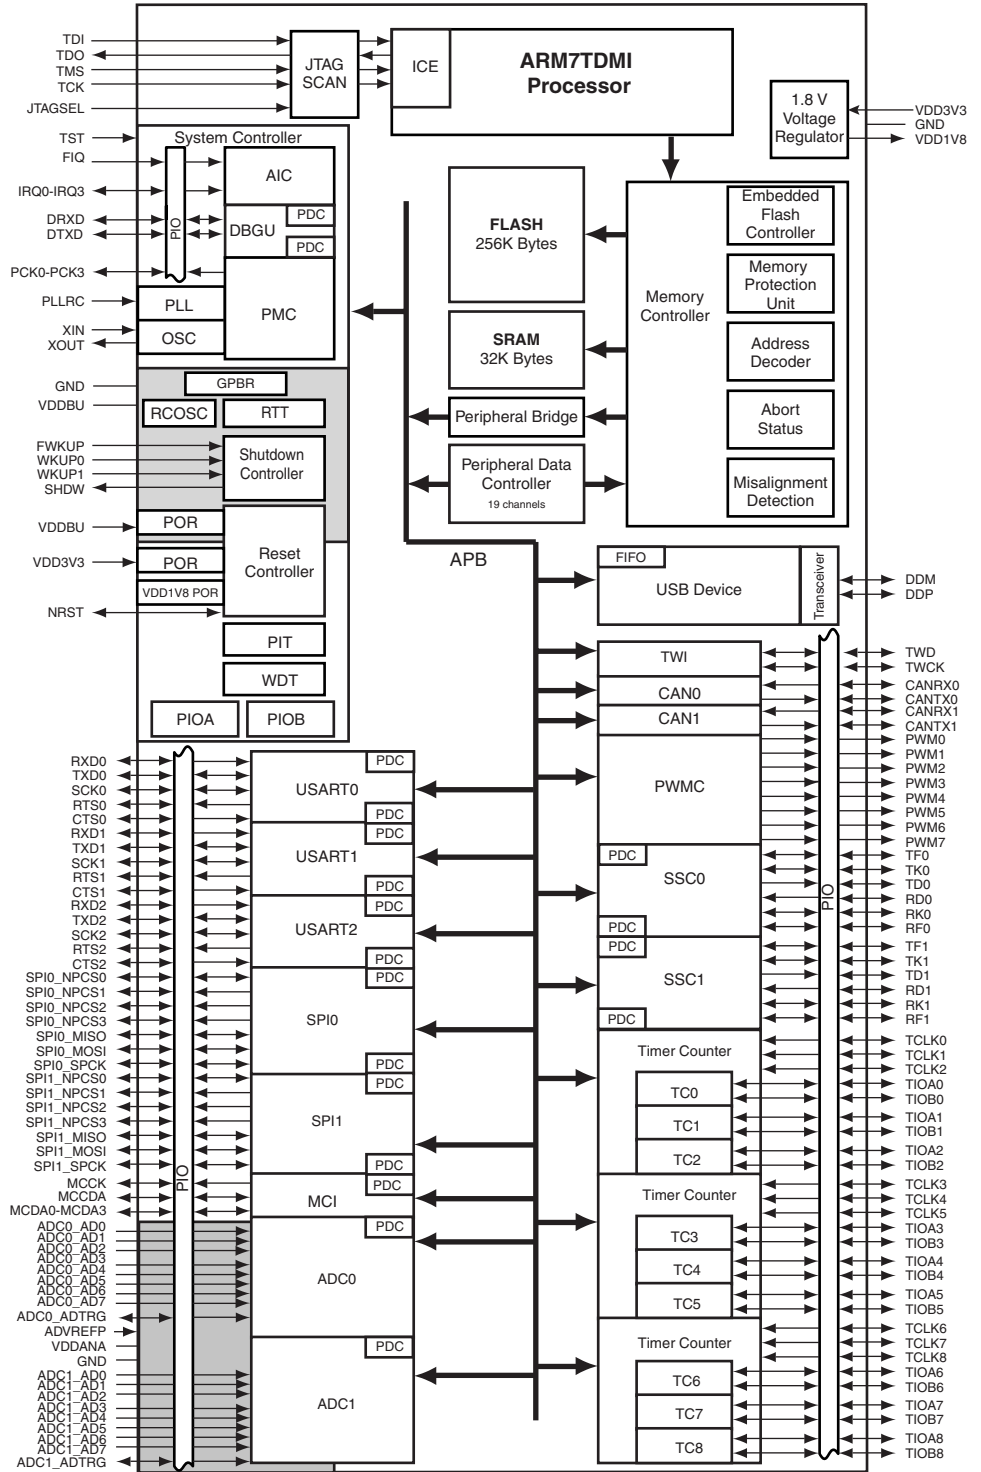 TDI
TDO
TMS
TCK
JTAGSEL
JTAG
SCAN
ICE
ARM7TDMI
Processor
1.8 V
Voltage
Regulator
VDD3V3
GND
VDD1V8
TST
FIQ
IRQ0-IRQ3
DRXD
DTXD
PCK0-PCK3
PLLRC
XIN
XOUT
System Controller
PIO
AIC
PDC
DBGU
PDC
PMC
PLL
OSC
GND
VDDBU
FWKUP
WKUP0
WKUP1
SHDW
VDDBU
VDD3V3
NRST
GPBR
RCOSC
RTT
Shutdown
Controller
POR
POR
VDD1V8 POR
Reset
Controller
PIT
WDT
PIOA
PIOB
FLASH
256K Bytes
SRAM
32K Bytes
Peripheral Bridge
Peripheral Data
Controller
19 channels
Memory
Controller
Embedded
Flash
Controller
Memory
Protection
Unit
Address
Decoder
Abort
Status
Misalignment
Detection
APB
FIFO
USB Device
Transceiver
DDM
DDP
RXD0
TXD0
SCK0
RTS0
CTS0
RXD1
TXD1
SCK1
RTS1
CTS1
RXD2
TXD2
SCK2
RTS2
CTS2
SPI0_NPCS0
SPI0_NPCS1
SPI0_NPCS2
SPI0_NPCS3
SPI0_MISO
SPI0_MOSI
SPI0_SPCK
SPI1_NPCS0
SPI1_NPCS1
SPI1_NPCS2
SPI1_NPCS3
SPI1_MISO
SPI1_MOSI
SPI1_SPCK
MCCK
MCCDA
MCDA0-MCDA3
ADC0_AD0
ADC0_AD1
ADC0_AD2
ADC0_AD3
ADC0_AD4
ADC0_AD5
ADC0_AD6
ADC0_AD7
ADC0_ADTRG
ADVREFP
VDDANA
GND
ADC1_AD0
ADC1_AD1
ADC1_AD2
ADC1_AD3
ADC1_AD4
ADC1_AD5
ADC1_AD6
ADC1_AD7
ADC1_ADTRG
PIO
PDC
USART0
PDC
PDC
USART1
PDC
PDC
USART2
PDC
PDC
SPI0
PDC
PDC
SPI1
PDC
PDC
MCI
PDC
ADC0
PDC
ADC1
TWI
CAN0
CAN1
PWMC
PDC
SSC0
PDC
PDC
SSC1
PDC
Timer Counter
TC0
TC1
TC2
Timer Counter
TC3
TC4
TC5
Timer Counter
TC6
TC7
TC8
PIO
TWD
TWCK
CANRX0
CANTX0
CANRX1
CANTX1
PWM0
PWM1
PWM2
PWM3
PWM4
PWM5
PWM6
PWM7
TF0
TK0
TD0
RD0
RK0
RF0
TF1
TK1
TD1
RD1
RK1
RF1
TCLK0
TCLK1
TCLK2
TIOA0
TIOB0
TIOA1
TIOB1
TIOA2
TIOB2
TCLK3
TCLK4
TCLK5
TIOA3
TIOB3
TIOA4
TIOB4
TIOA5
TIOB5
TCLK6
TCLK7
TCLK8
TIOA6
TIOB6
TIOA7
TIOB7
TIOA8
TIOB8